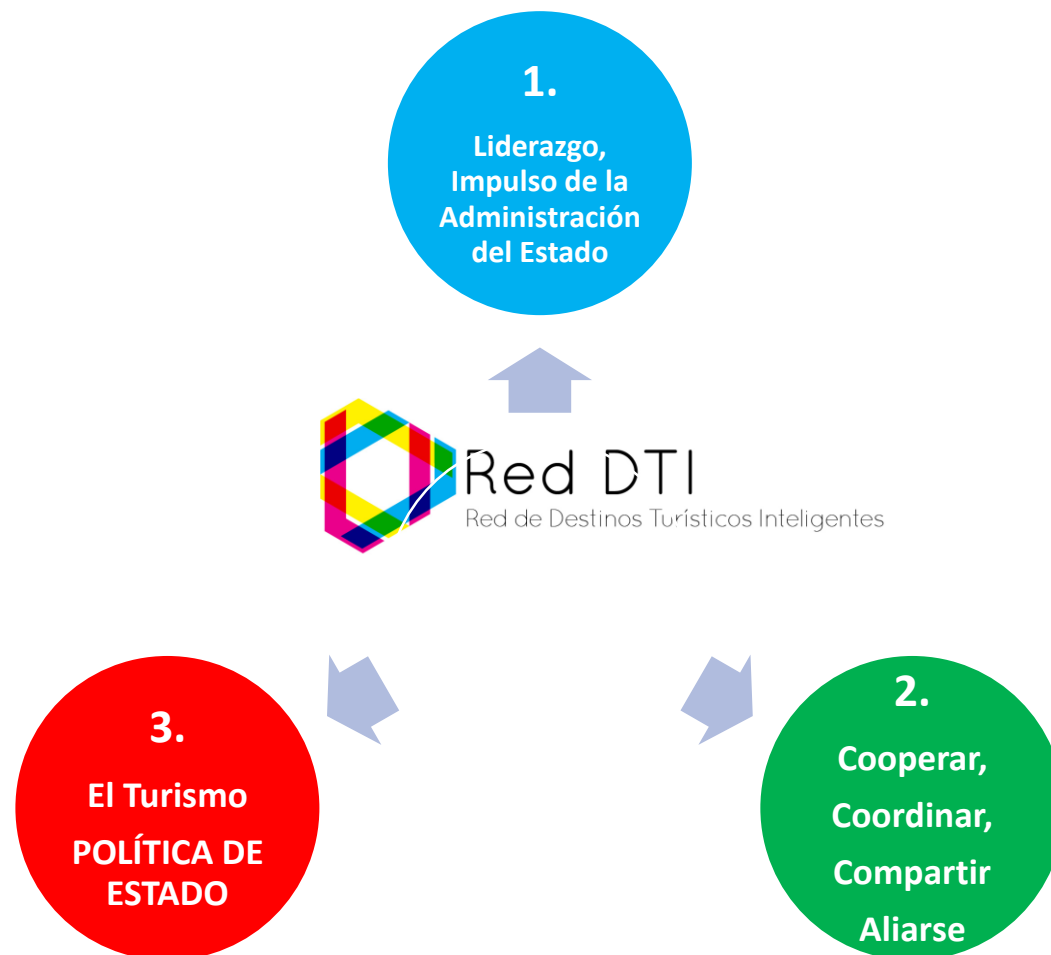 1.
Liderazgo,
Impulso de la
Administración
del Estado
Red DTI
Red de Destinos Turísticos Inteligentes
2.
Cooperar,
Coordinar,
Compartir
Aliarse
3.
El Turismo
POLÍTICA DE
ESTADO